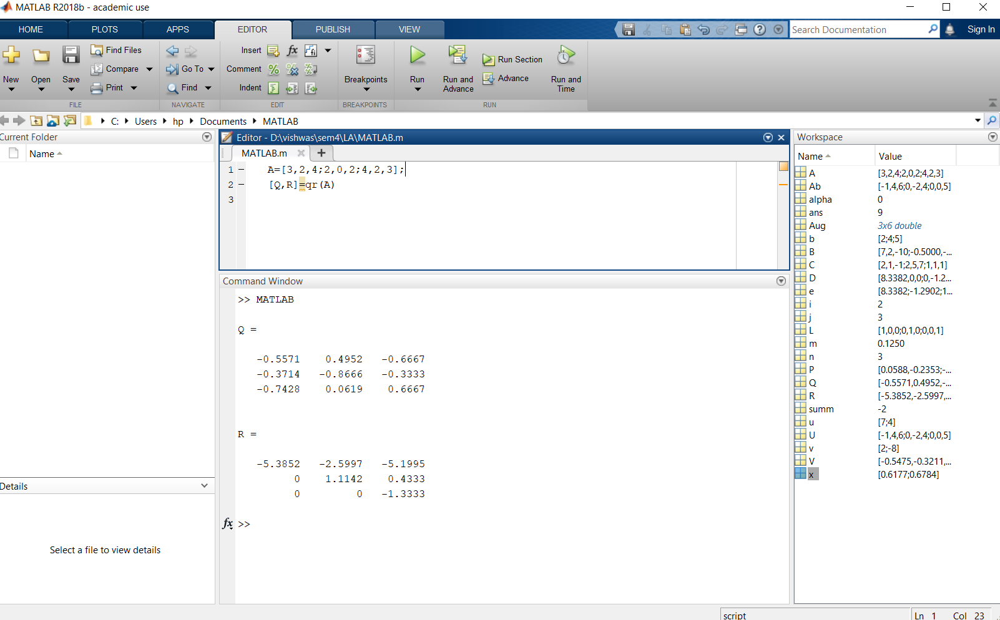 MATLAB R2018b - academic use
HOME PLOTS APPS EDITOR PUBLISH VIEW
Search Documentation
Sign In
New
Open
Save
Find Files
Compare
Print
FILE
Go To
Find
NAVIGATE
Insert fx
Comment
Indent
EDIT
Breakpoints
BREAKPOINTS
Run
Run and
Advance
Run Section
Advance
Run and
Time
RUN
C: Users hp Documents MATLAB
Current Folder
Name
Details
Select a file to view details
Editor - D:\vishwas\sem4\LA\MATLAB.m
MATLAB.m
1 A=[3,2,4;2,0,2;4,2,3];
2 [Q,R]=qr(A)
3
Command Window
>> MATLAB
Q =
-0.5571 0.4952 -0.6667
-0.3714 -0.8666 -0.3333
-0.7428 0.0619 0.6667
R =
-5.3852 -2.5997 -5.1995
0 1.1142 0.4333
0 0 -1.3333
fx >>
Workspace
Name Value
A [3,2,4;2,0,2;4,2,3]
Ab [-1,4,6;0,-2,4;0,0,5]
alpha 0
ans 9
Aug 3x6 double
b [2;4;5]
B [7,2,-10;-0.5000,-...
C [2,1,-1;2,5,7;1,1,1]
D [8.3382,0,0;0,-1.2...
e [8.3382;-1.2902;1...
i 2
j 3
L [1,0,0;0,1,0;0,0,1]
m 0.1250
n 3
P [0.0588,-0.2353;-...
Q [-0.5571,0.4952,-...
R [-5.3852,-2.5997,...
summ -2
u [7;4]
U [-1,4,6;0,-2,4;0,0,5]
v [2;-8]
V [-0.5475,-0.3211,...
x [0.6177;0.6784]
script
Ln 1 Col 23